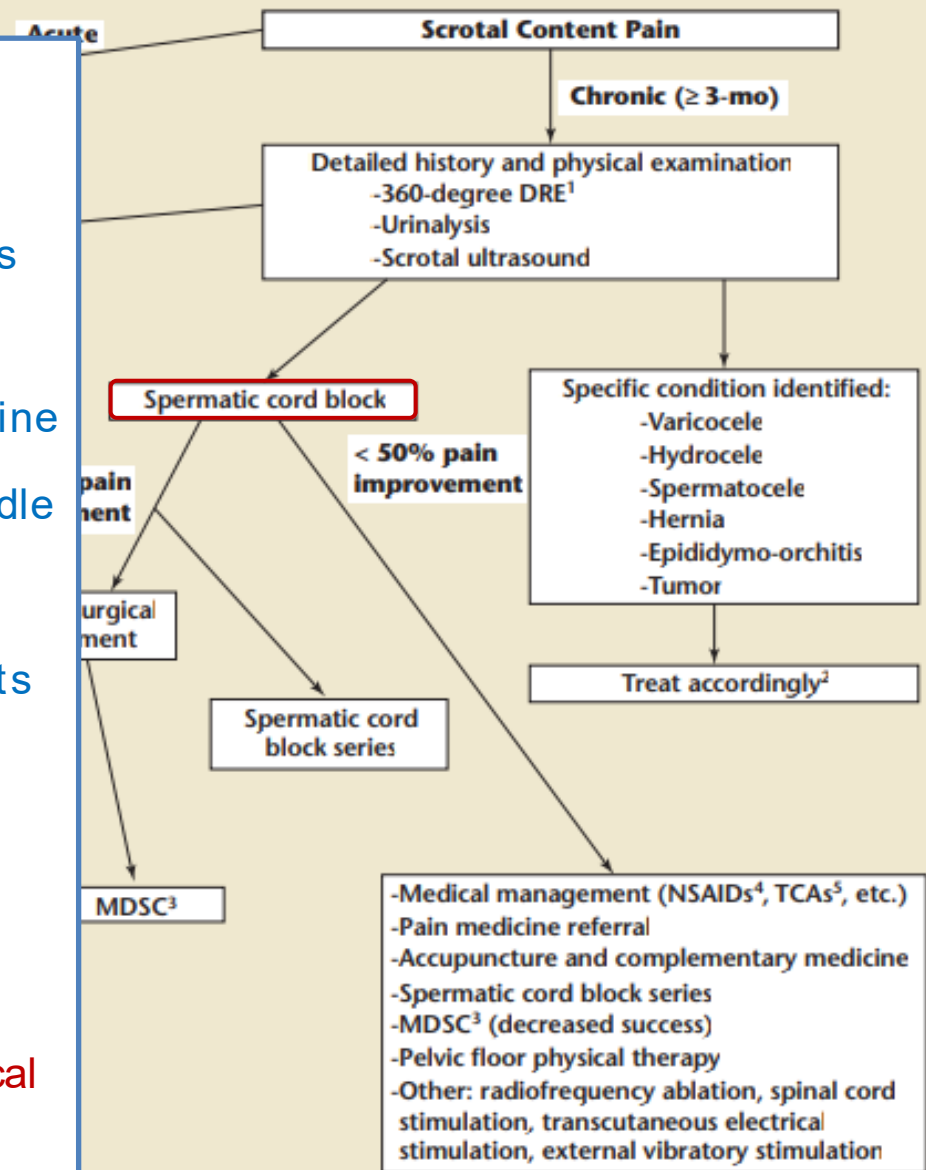 Acute
Scrotal Content Pain
Chronic (≥ 3-mo)
Detailed history and physical examination
-360-degree DRE¹
-Urinalysis
-Scrotal ultrasound
s
Spermatic cord block
ine
dle
pain
ment
< 50% pain
improvement
Specific condition identified:
-Varicocele
-Hydrocele
-Spermatocele
-Hernia
-Epididymo-orchitis
-Tumor
urgical
ment
ts
Treat accordingly²
Spermatic cord
block series
MDSC³
-Medical management (NSAIDs⁴, TCAs⁵, etc.)
-Pain medicine referral
-Accupuncture and complementary medicine
-Spermatic cord block series
-MDSC³ (decreased success)
-Pelvic floor physical therapy
-Other: radiofrequency ablation, spinal cord
stimulation, transcutaneous electrical
stimulation, external vibratory stimulation
cal